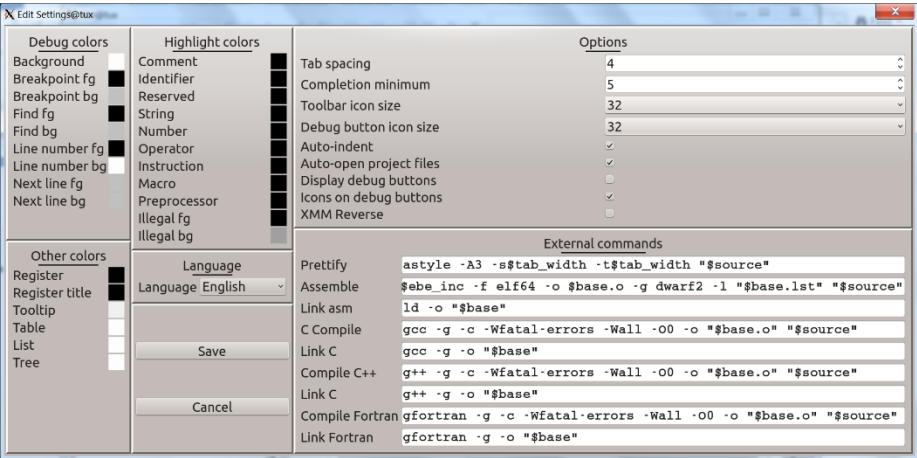 Edit Settings@tux
Debug colors
Background
Breakpoint fg
Breakpoint bg
Find fg
Find bg
Line number fg
Line number bg
Next line fg
Next line bg
Other colors
Register
Register title
Tooltip
Table
List
Tree
Highlight colors
Comment
Identifier
Reserved
String
Number
Operator
Instruction
Macro
Preprocessor
Illegal fg
Illegal bg
Language
Language English
Save
Cancel
Options
Tab spacing 4
Completion minimum 5
Toolbar icon size 32
Debug button icon size 32
Auto-indent
Auto-open project files
Display debug buttons
Icons on debug buttons
XMM Reverse
External commands
Prettify astyle -A3 -s$tab_width -t$tab_width "$source"
Assemble $ebe_inc -f elf64 -o $base.o -g dwarf2 -l "$base.lst" "$source"
Link asm ld -o "$base"
C Compile gcc -g -c -Wfatal-errors -Wall -O0 -o "$base.o" "$source"
Link C gcc -g -o "$base"
Compile C++ g++ -g -c -Wfatal-errors -Wall -O0 -o "$base.o" "$source"
Link C g++ -g -o "$base"
Compile Fortran gfortran -g -c -Wfatal-errors -Wall -O0 -o "$base.o" "$source"
Link Fortran gfortran -g -o "$base"